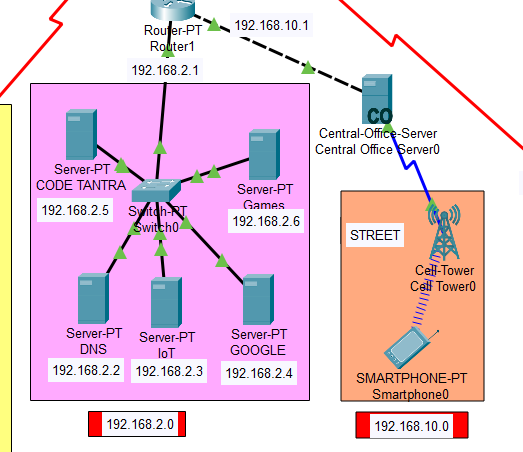 Router-PT
Router1
192.168.10.1
192.168.2.1
CO
Central-Office-Server
Central Office Server0
Server-PT
CODE TANTRA
192.168.2.5
Switch-PT
Switch0
Server-PT
Games
192.168.2.6
STREET
Cell-Tower
Cell Tower0
Server-PT
DNS
192.168.2.2
Server-PT
IoT
192.168.2.3
Server-PT
GOOGLE
192.168.2.4
SMARTPHONE-PT
Smartphone0
192.168.2.0
192.168.10.0